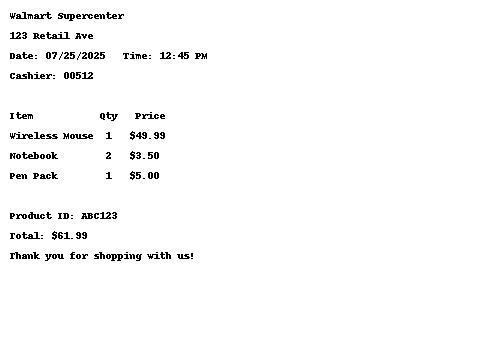 Walmart Supercenter
123 Retail Ave
Date: 07/25/2025   Time: 12:45 PM
Cashier: 00512
Item           Qty   Price
Wireless Mouse  1   $49.99
Notebook        2   $3.50
Pen Pack        1   $5.00
Product ID: ABC123
Total: $61.99
Thank you for shopping with us!